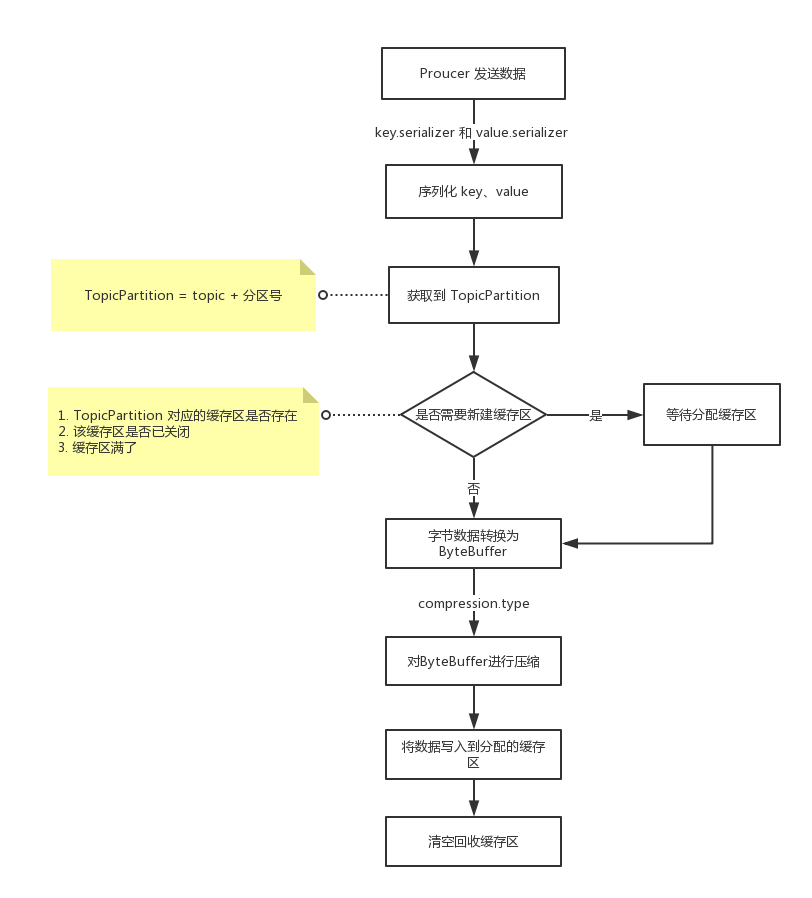 Proucer 发送数据
key.serializer 和 value.serializer
序列化 key、value
TopicPartition = topic + 分区号
获取到 TopicPartition
1. TopicPartition 对应的缓存区是否存在
2. 该缓存区是否已关闭
3. 缓存区满了
是否需要新建缓存区
是
等待分配缓存区
否
字节数据转换为
ByteBuffer
compression.type
对ByteBuffer进行压缩
将数据写入到分配的缓存
区
清空回收缓存区